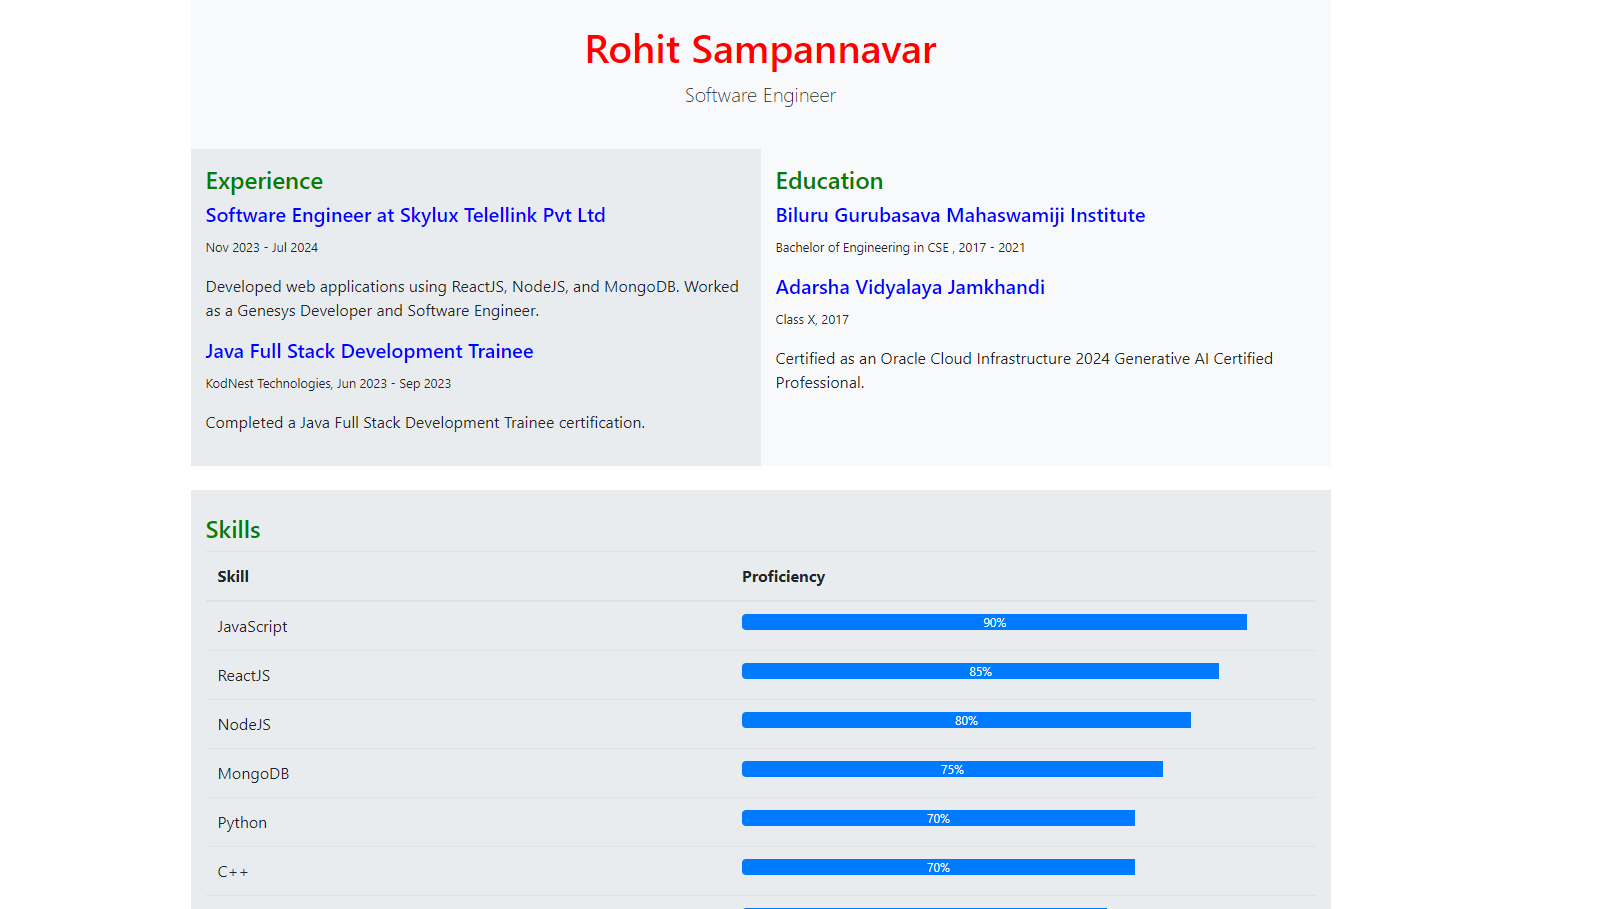 Rohit Sampannavar
Software Engineer
Experience
Software Engineer at Skylux Telellink Pvt Ltd
Nov 2023 - Jul 2024
Developed web applications using ReactJS, NodeJS, and MongoDB. Worked
as a Genesys Developer and Software Engineer.
Java Full Stack Development Trainee
KodNest Technologies, Jun 2023 - Sep 2023
Completed a Java Full Stack Development Trainee certification.
Education
Biluru Gurubasava Mahaswamiji Institute
Bachelor of Engineering in CSE , 2017 - 2021
Adarsha Vidyalaya Jamkhandi
Class X, 2017
Certified as an Oracle Cloud Infrastructure 2024 Generative AI Certified
Professional.
Skills
Skill Proficiency
JavaScript 90%
ReactJS 85%
NodeJS 80%
MongoDB 75%
Python 70%
C++ 70%